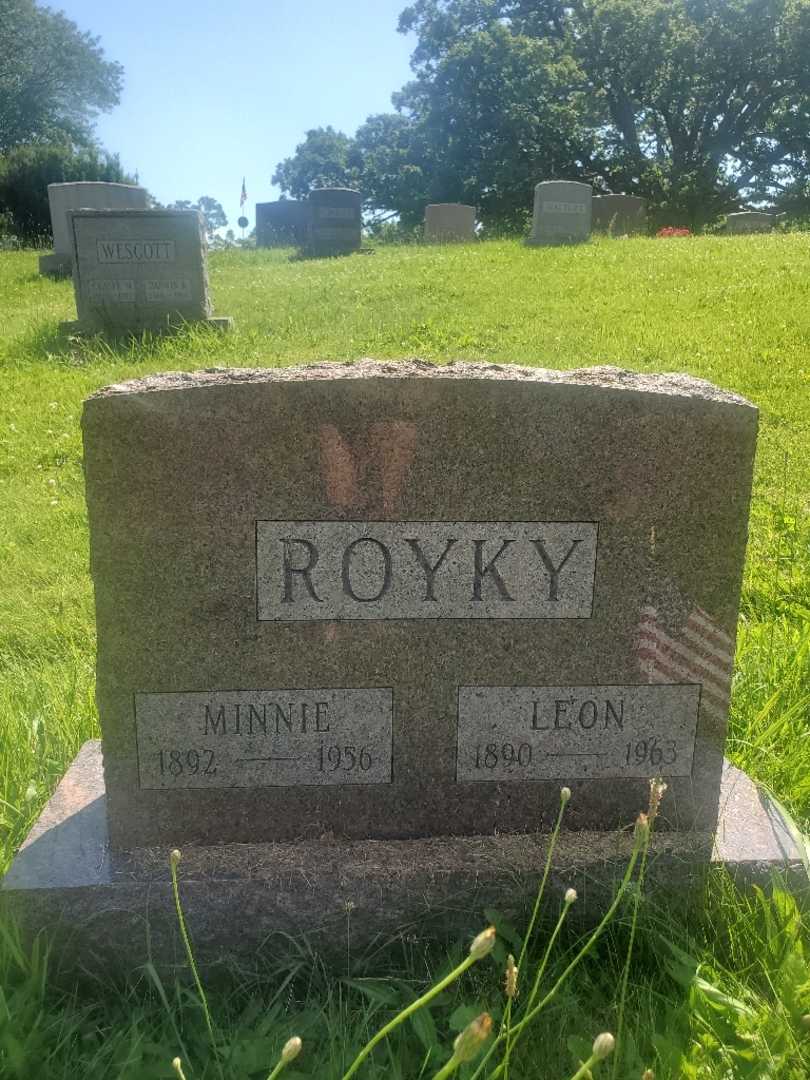 WESCOTT
ROYKY
MINNIE
1892 — 1956
LEON
1890 — 1963